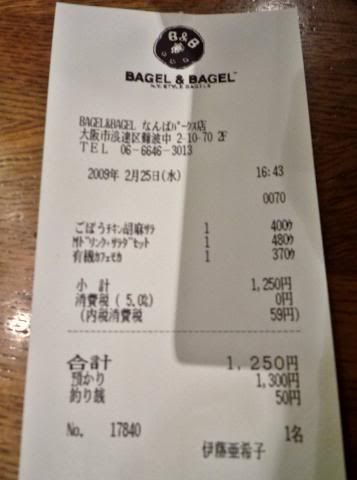 B&B
BAGEL & BAGEL
N.Y. STYLE BAGELS
BAGEL&BAGEL なんばパークス店
大阪市浪速区難波中 2-10-70 2F
TEL 06-6646-3013
2009年 2月25日(水) 16:43
0070
ごぼうチキン胡麻サラ 1 400ｸ
Mドリンク・サラダセット 1 480ｸ
有機カフェモカ 1 370ｸ
小 計 1,250円
消費税 ( 5.0%) 0円
(内税消費税 59円)
合計 1,250円
預かり 1,300円
釣り銭 50円
No. 17840 1名
伊藤亜希子